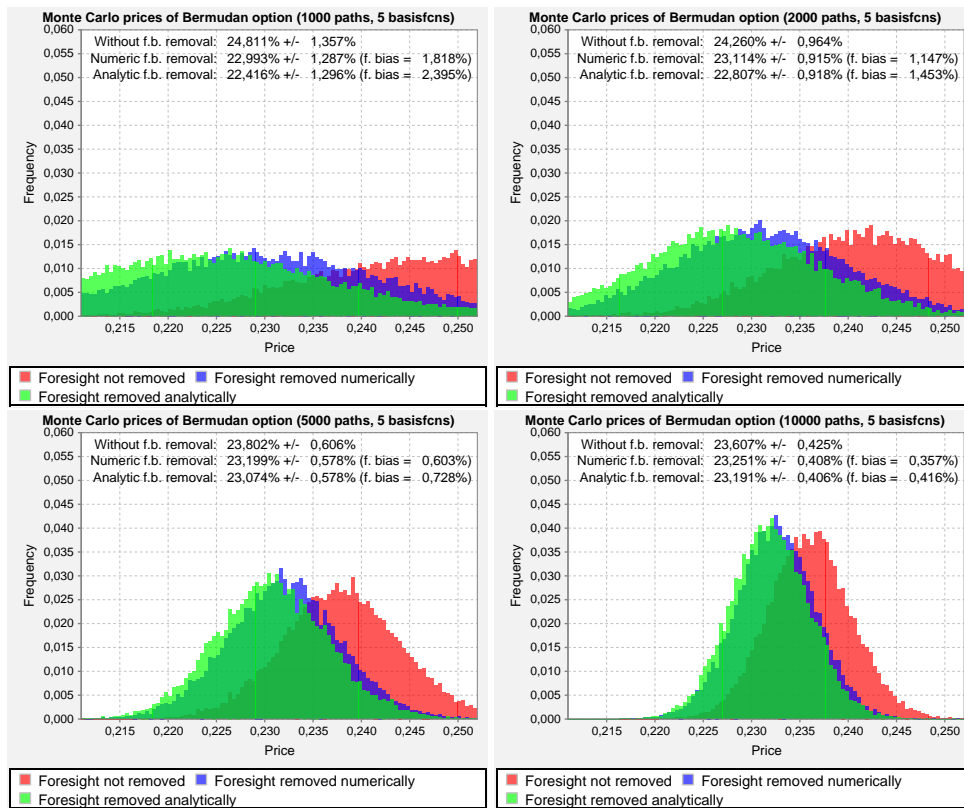 Monte Carlo prices of Bermudan option (1000 paths, 5 basisfcns)
Without f.b. removal: 24,811% +/- 1,357%
Numeric f.b. removal: 22,993% +/- 1,287% (f. bias = 1,818%)
Analytic f.b. removal: 22,416% +/- 1,296% (f. bias = 2,395%)
0,060
0,055
0,050
0,045
0,040
0,035
0,030
0,025
0,020
0,015
0,010
0,005
0,000
Frequency
0,215 0,220 0,225 0,230 0,235 0,240 0,245 0,250
Price
Foresight not removed Foresight removed numerically
Foresight removed analytically
Monte Carlo prices of Bermudan option (2000 paths, 5 basisfcns)
Without f.b. removal: 24,260% +/- 0,964%
Numeric f.b. removal: 23,114% +/- 0,915% (f. bias = 1,147%)
Analytic f.b. removal: 22,807% +/- 0,918% (f. bias = 1,453%)
0,060
0,055
0,050
0,045
0,040
0,035
0,030
0,025
0,020
0,015
0,010
0,005
0,000
Frequency
0,215 0,220 0,225 0,230 0,235 0,240 0,245 0,250
Price
Foresight not removed Foresight removed numerically
Foresight removed analytically
Monte Carlo prices of Bermudan option (5000 paths, 5 basisfcns)
Without f.b. removal: 23,802% +/- 0,606%
Numeric f.b. removal: 23,199% +/- 0,578% (f. bias = 0,603%)
Analytic f.b. removal: 23,074% +/- 0,578% (f. bias = 0,728%)
0,060
0,055
0,050
0,045
0,040
0,035
0,030
0,025
0,020
0,015
0,010
0,005
0,000
Frequency
0,215 0,220 0,225 0,230 0,235 0,240 0,245 0,250
Price
Foresight not removed Foresight removed numerically
Foresight removed analytically
Monte Carlo prices of Bermudan option (10000 paths, 5 basisfcns)
Without f.b. removal: 23,607% +/- 0,425%
Numeric f.b. removal: 23,251% +/- 0,408% (f. bias = 0,357%)
Analytic f.b. removal: 23,191% +/- 0,406% (f. bias = 0,416%)
0,060
0,055
0,050
0,045
0,040
0,035
0,030
0,025
0,020
0,015
0,010
0,005
0,000
Frequency
0,215 0,220 0,225 0,230 0,235 0,240 0,245 0,250
Price
Foresight not removed Foresight removed numerically
Foresight removed analytically